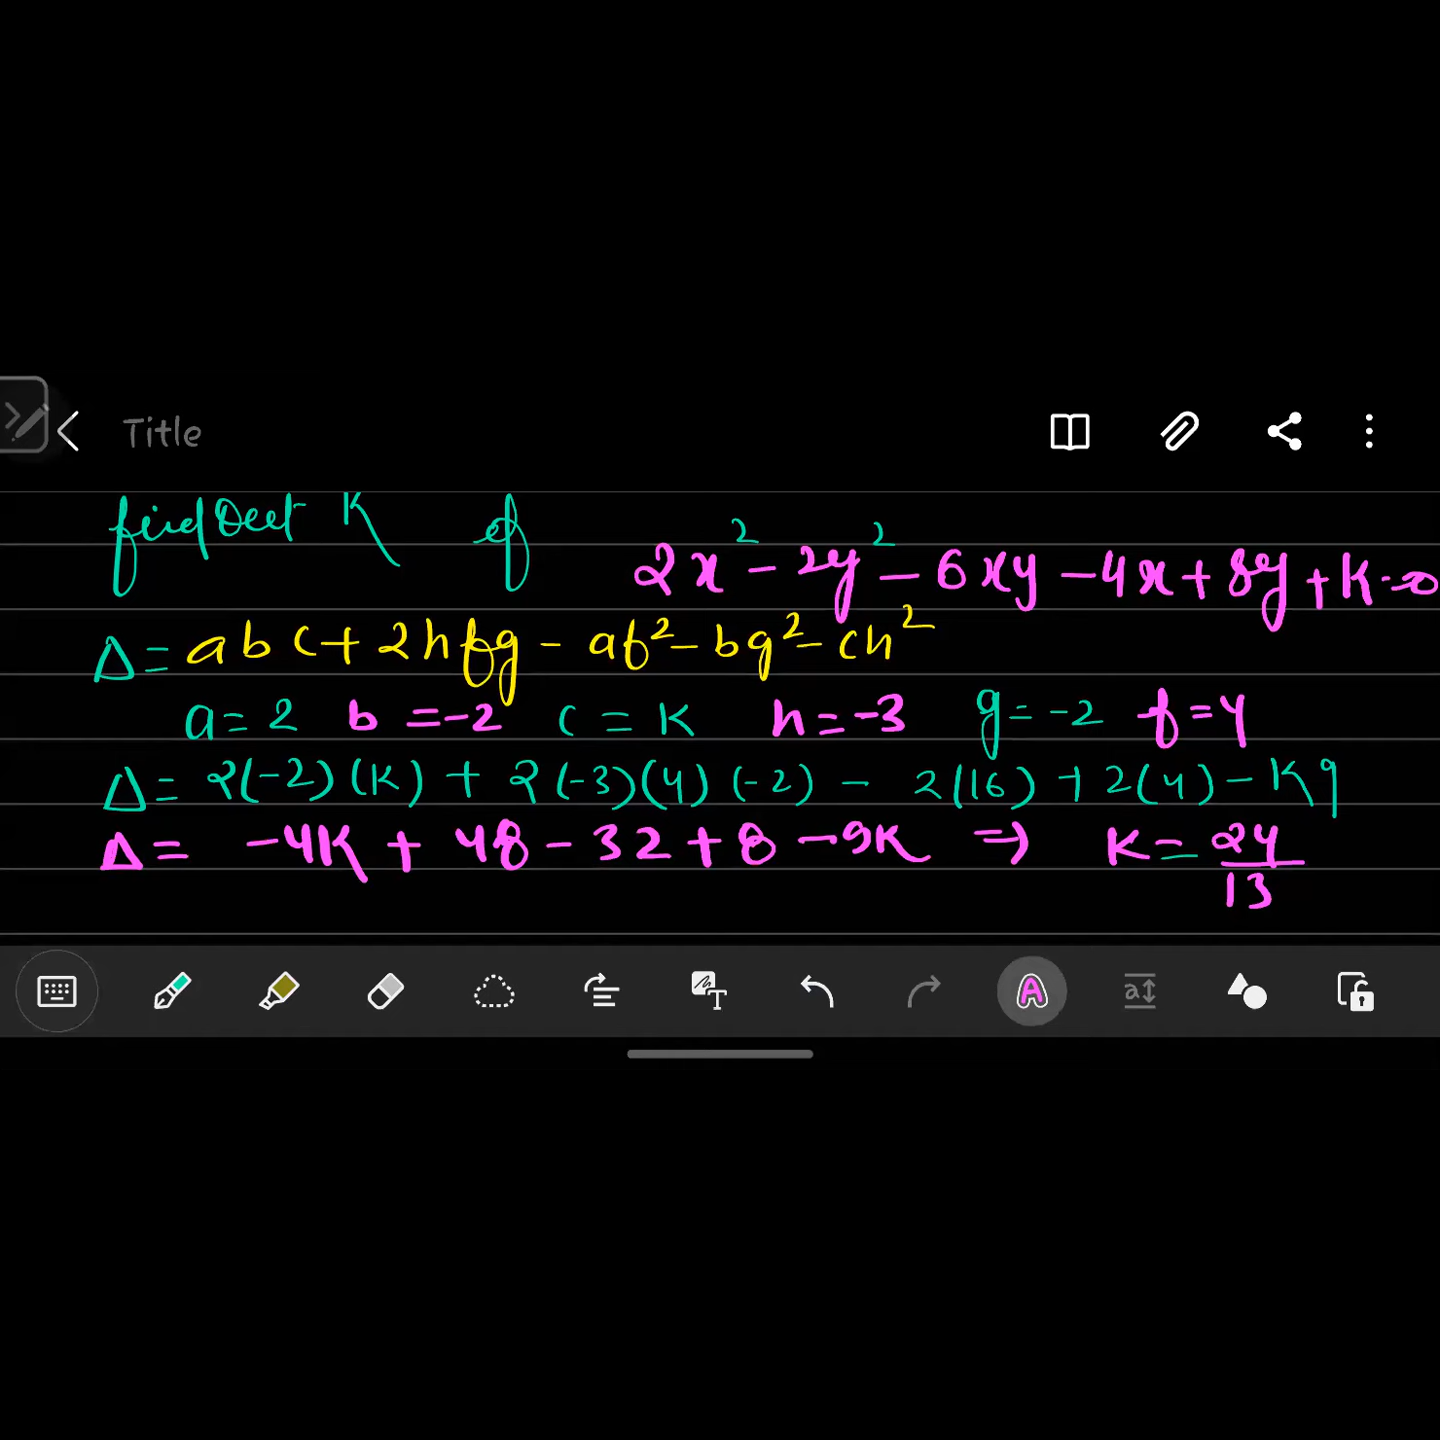 Title
find out K of
2x² - 2y² - 6xy - 4x + 8y + K = 0
Δ = abc + 2hfg - af² - bg² - ch²
a = 2 b = -2 c = K h = -3 g = -2 f = 4
Δ = 2(-2)(K) + 2(-3)(4)(-2) - 2(16) + 2(4) - K9
Δ = -4K + 48 - 32 + 8 - 9K ⇒ K = 24/13
T
A
a